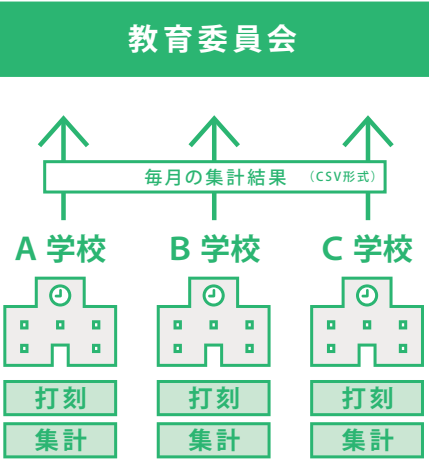 教育委員会
毎月の集計結果 （CSV形式）
A 学校 B 学校 C 学校
打刻 打刻 打刻
集計 集計 集計